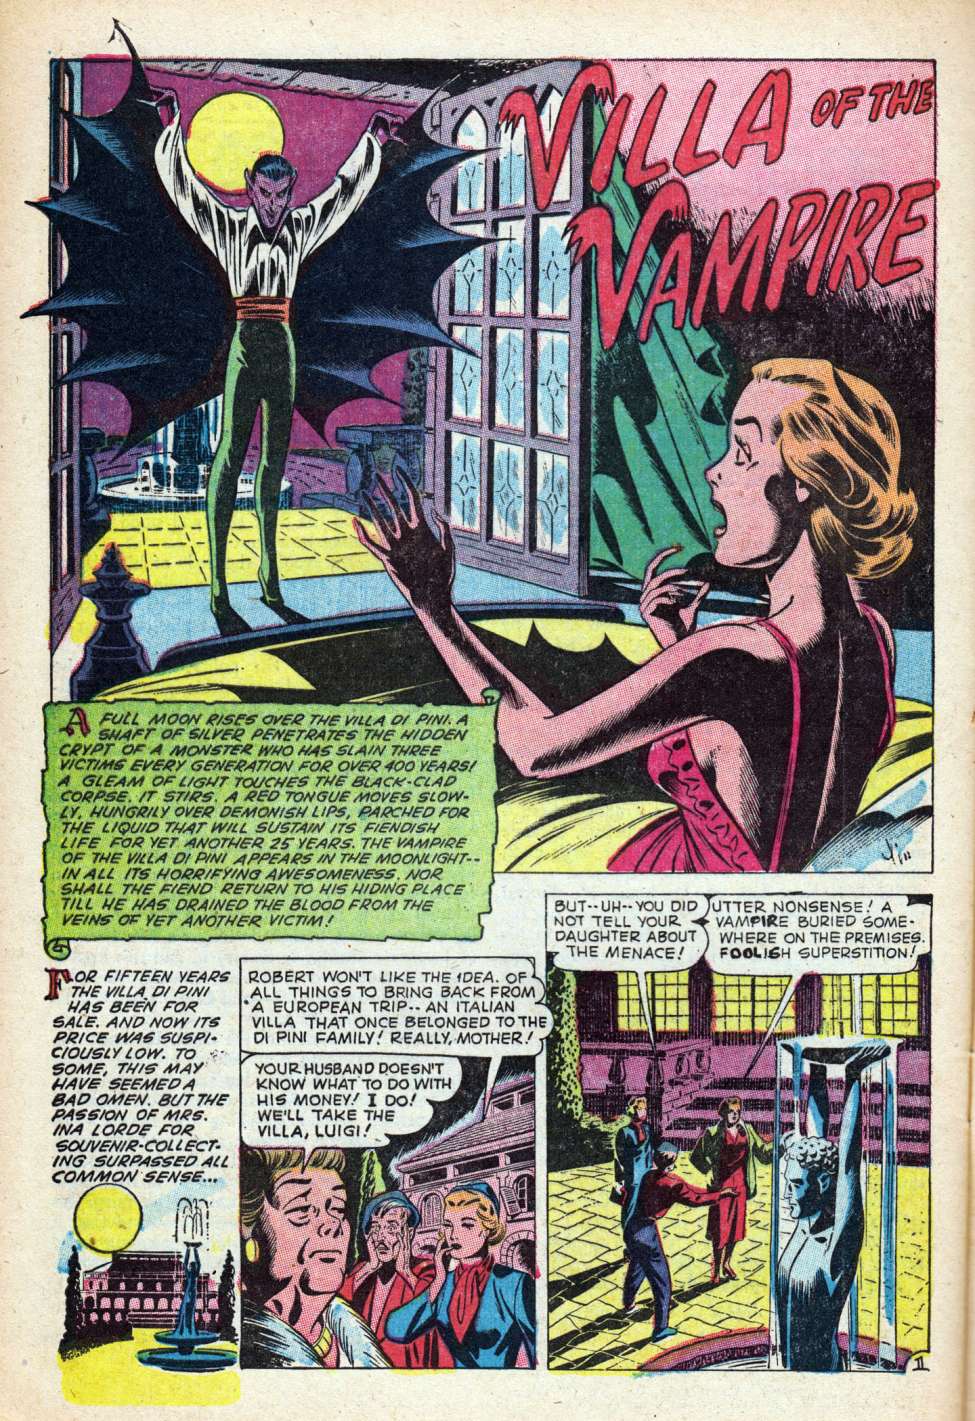 VILLA OF THE
VAMPIRE
A FULL MOON RISES OVER THE VILLA DI PINI. A
SHAFT OF SILVER PENETRATES THE HIDDEN
CRYPT OF A MONSTER WHO HAS SLAIN THREE
VICTIMS EVERY GENERATION FOR OVER 400 YEARS!
A GLEAM OF LIGHT TOUCHES THE BLACK-CLAD
CORPSE. IT STIRS. A RED TONGUE MOVES SLOW-
LY, HUNGRILY OVER DEMONISH LIPS, PARCHED FOR
THE LIQUID THAT WILL SUSTAIN ITS FIENDISH
LIFE FOR YET ANOTHER 25 YEARS. THE VAMPIRE
OF THE VILLA DI PINI APPEARS IN THE MOONLIGHT--
IN ALL ITS HORRIFYING AWESOMENESS. NOR
SHALL THE FIEND RETURN TO HIS HIDING PLACE
TILL HE HAS DRAINED THE BLOOD FROM THE
VEINS OF YET ANOTHER VICTIM!
FOR FIFTEEN YEARS
THE VILLA DI PINI
HAS BEEN FOR
SALE. AND NOW ITS
PRICE WAS SUSPI-
CIOUSLY LOW. TO
SOME, THIS MAY
HAVE SEEMED A
BAD OMEN. BUT THE
PASSION OF MRS.
INA LORDE FOR
SOUVENIR-COLLECT-
ING SURPASSED ALL
COMMON SENSE...
ROBERT WON'T LIKE THE IDEA. OF
ALL THINGS TO BRING BACK FROM
A EUROPEAN TRIP-- AN ITALIAN
VILLA THAT ONCE BELONGED TO THE
DI PINI FAMILY! REALLY, MOTHER!
YOUR HUSBAND DOESN'T
KNOW WHAT TO DO WITH
HIS MONEY! I DO!
WE'LL TAKE THE
VILLA, LUIGI!
BUT--UH--YOU DID
NOT TELL YOUR
DAUGHTER ABOUT
THE MENACE!
UTTER NONSENSE! A
VAMPIRE BURIED SOME-
WHERE ON THE PREMISES.
FOOLISH SUPERSTITION!
1